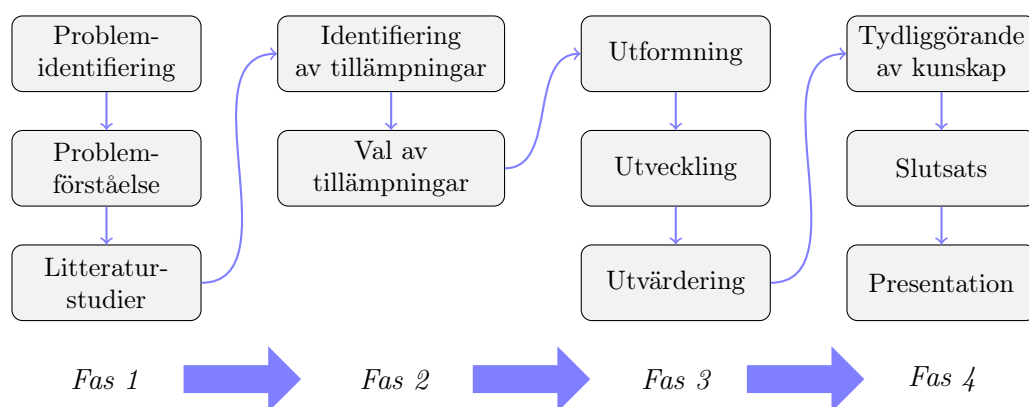 Problem-
identifiering
Problem-
förståelse
Litteratur-
studier
Identifiering
av tillämpningar
Val av
tillämpningar
Utformning
Utveckling
Utvärdering
Tydliggörande
av kunskap
Slutsats
Presentation
Fas 1
Fas 2
Fas 3
Fas 4